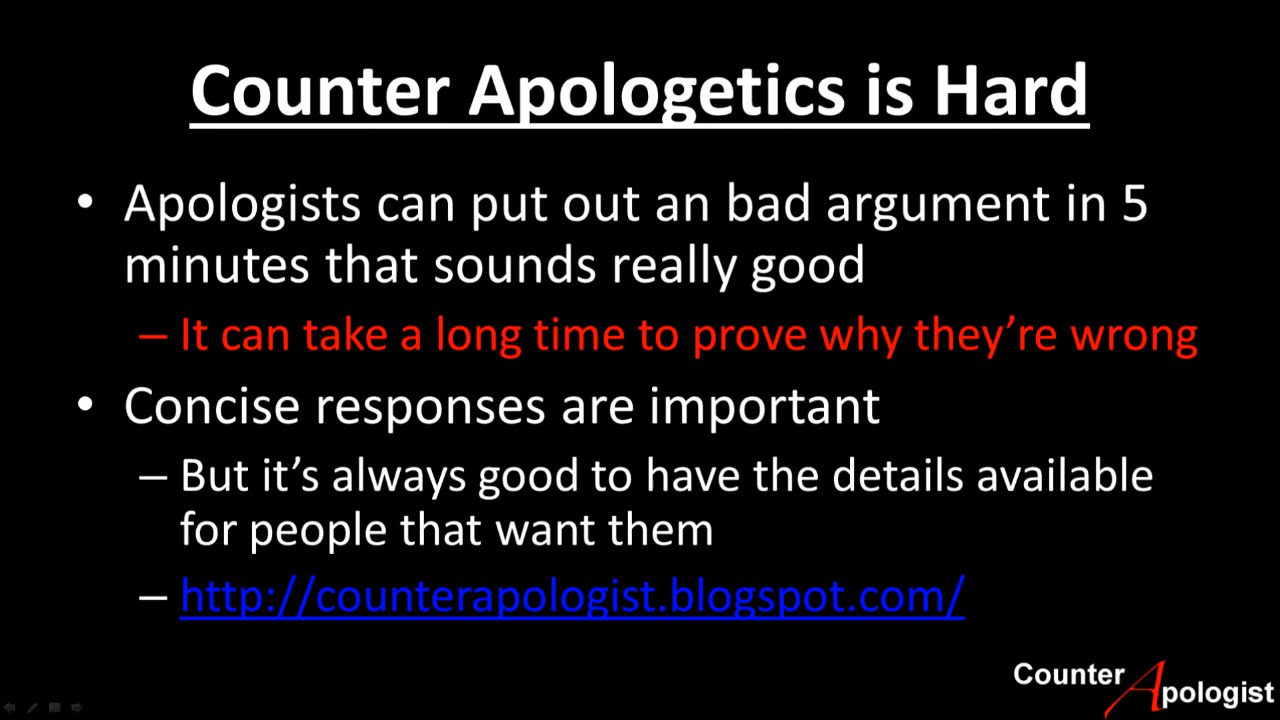 Counter Apologetics is Hard
• Apologists can put out an bad argument in 5
minutes that sounds really good
– It can take a long time to prove why they’re wrong
• Concise responses are important
– But it’s always good to have the details available
for people that want them
– http://counterapologist.blogspot.com/
Counter Apologist